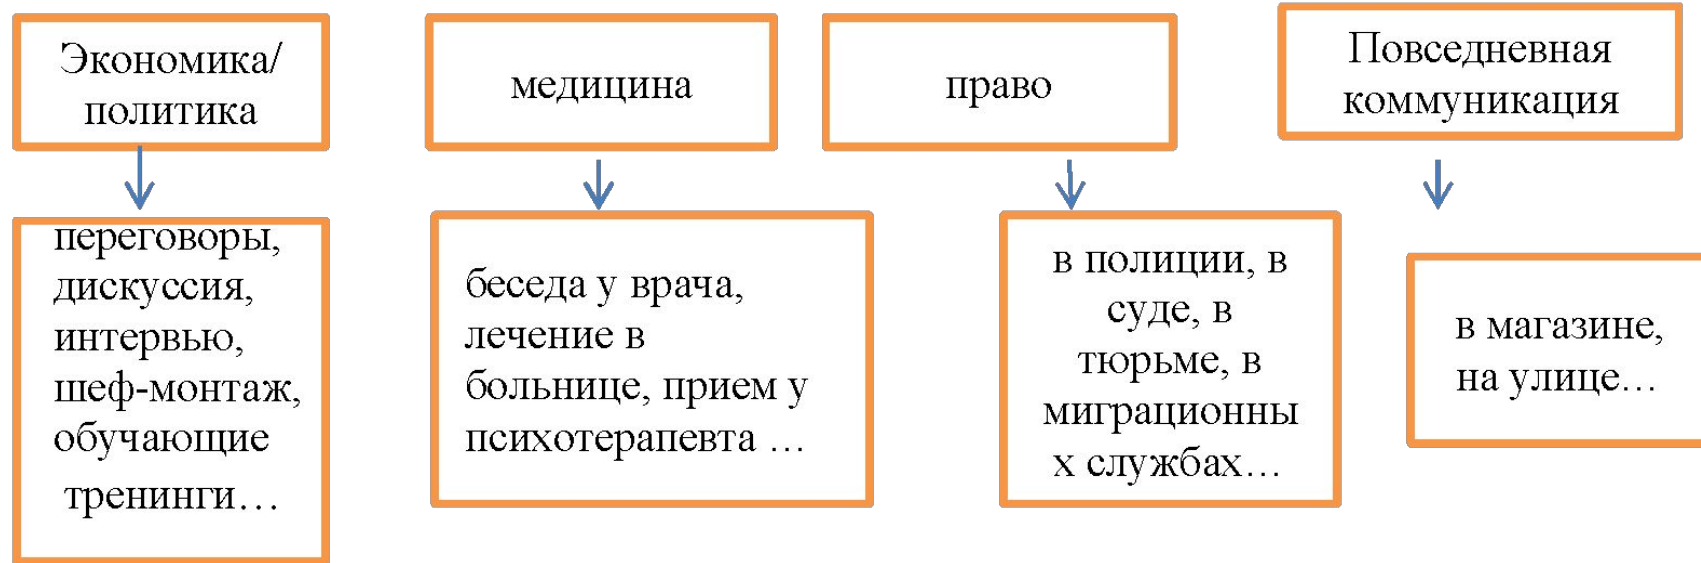 Экономика/
политика
медицина
право
Повседневная
коммуникация
переговоры,
дискуссия,
интервью,
шеф-монтаж,
обучающие
тренинги…
беседа у врача,
лечение в
больнице, прием у
психотерапевта …
в полиции, в
суде, в
тюрьме, в
миграционны
х службах…
в магазине,
на улице…